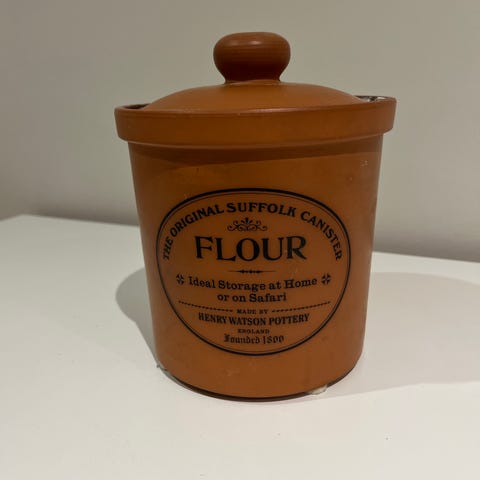 THE ORIGINAL SUFFOLK CANISTER
FLOUR
Ideal Storage at Home
or on Safari
MADE BY
HENRY WATSON POTTERY
ENGLAND
Founded 1800